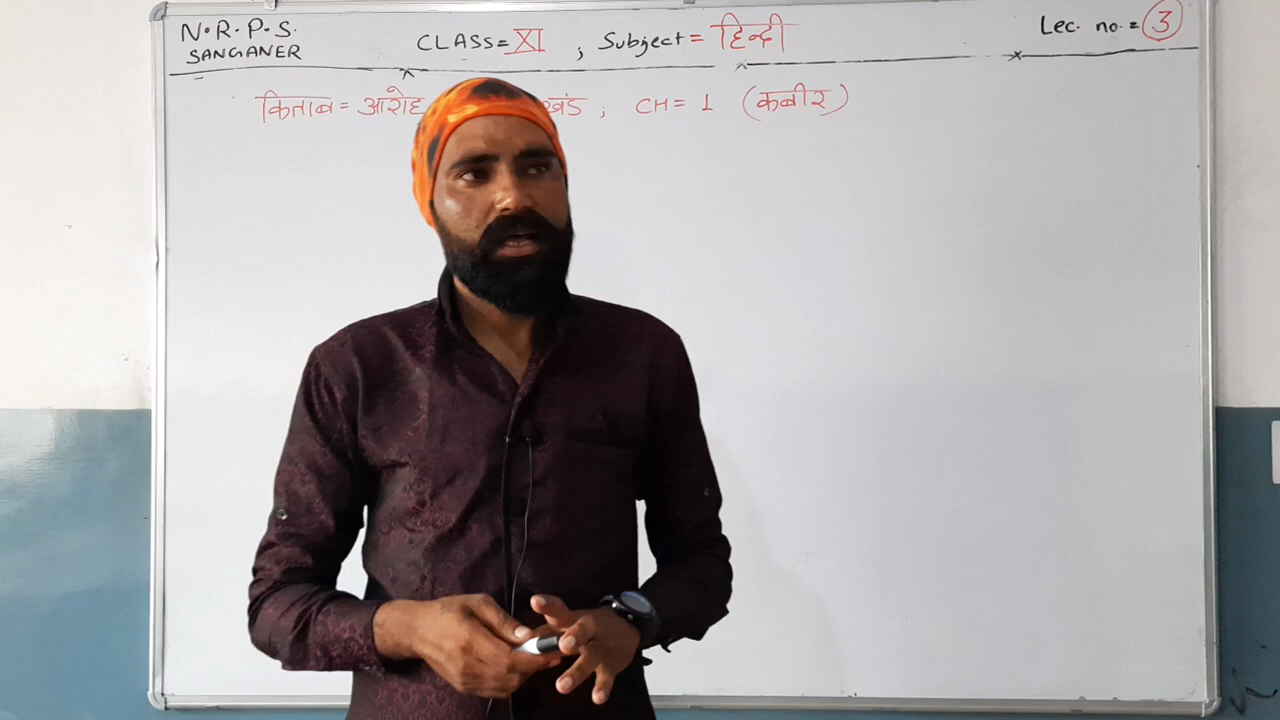 N.R.P.S.
SANGANER
CLASS= XI , Subject = हिन्दी
Lec. no. = 3
किताब = आरोह खंड ; CH = 1 (कबीर)